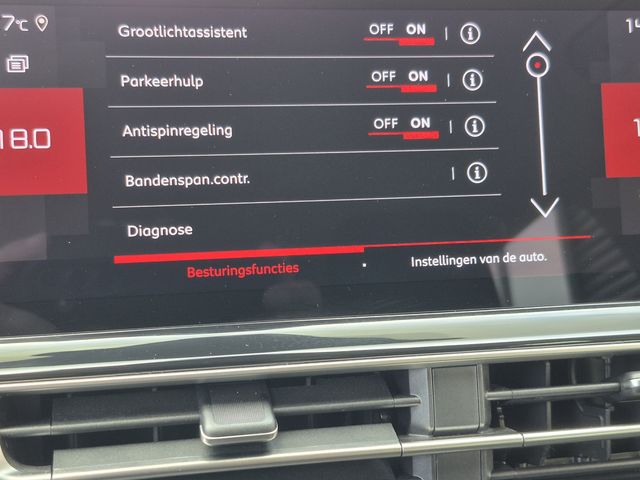 7°C
14
Grootlichtassistent OFF ON i
Parkeerhulp OFF ON i
18.0
Antispinregeling OFF ON i
Bandenspan.contr. i
Diagnose
Besturingsfuncties
Instellingen van de auto.